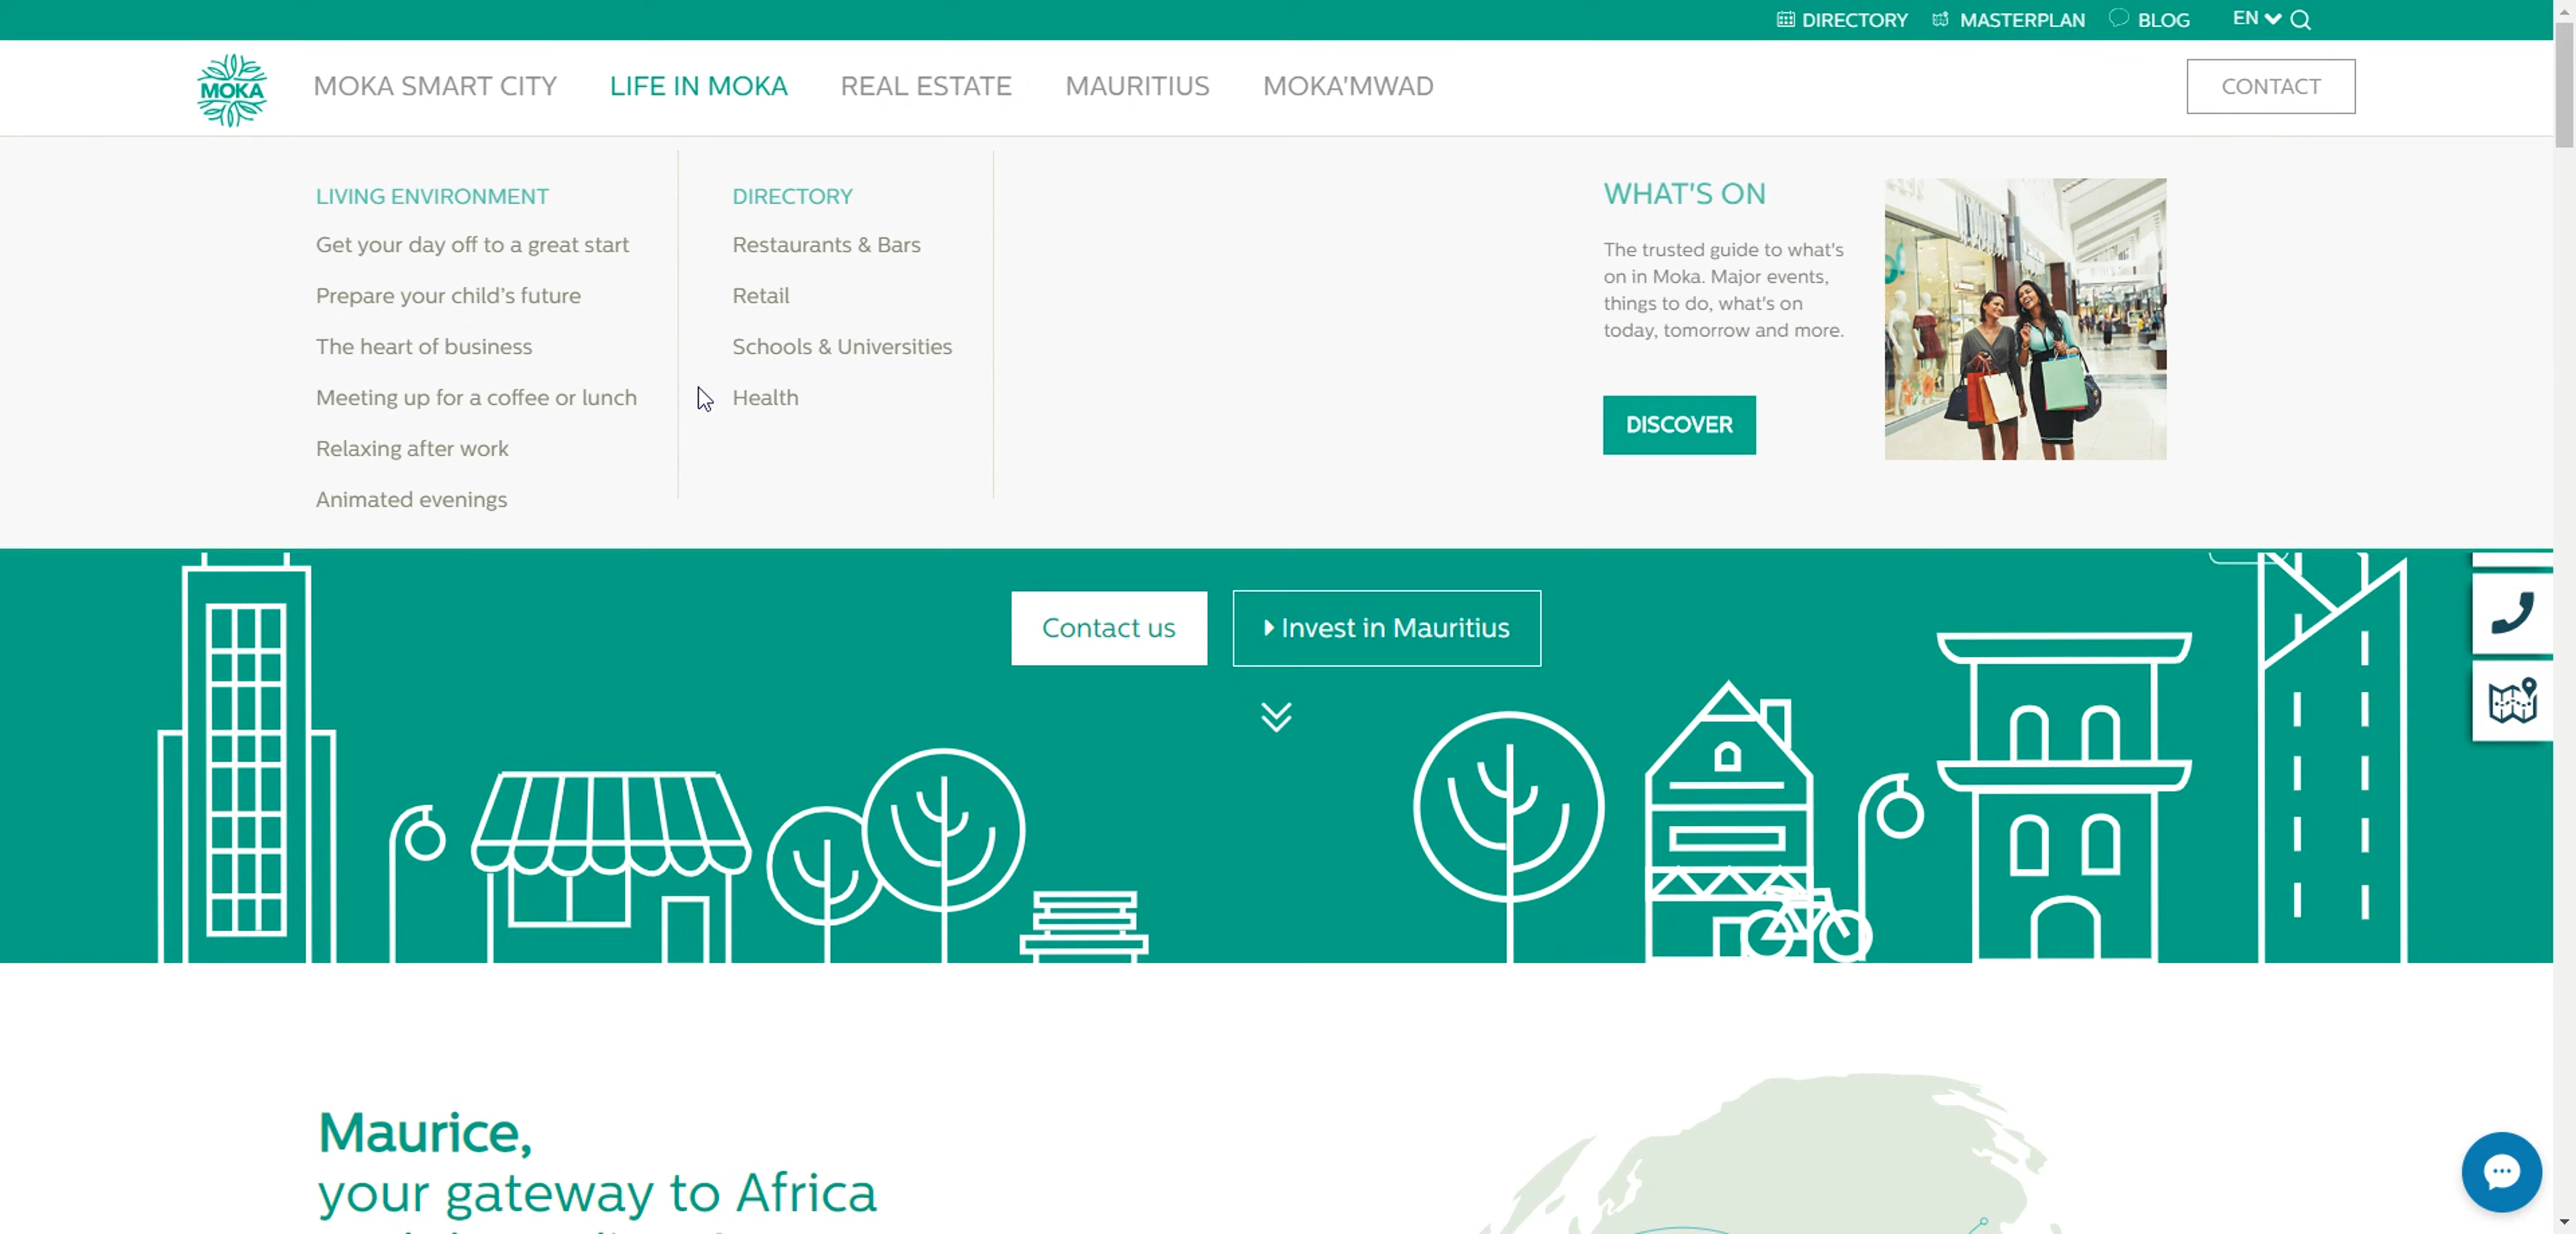 DIRECTORY
MASTERPLAN
BLOG
EN
MOKA
MOKA SMART CITY
LIFE IN MOKA
REAL ESTATE
MAURITIUS
MOKA'MWAD
CONTACT
LIVING ENVIRONMENT
Get your day off to a great start
Prepare your child's future
The heart of business
Meeting up for a coffee or lunch
Relaxing after work
Animated evenings
DIRECTORY
Restaurants & Bars
Retail
Schools & Universities
Health
WHAT'S ON
The trusted guide to what's
on in Moka. Major events,
things to do, what's on
today, tomorrow and more.
DISCOVER
Contact us
Invest in Mauritius
Maurice,
your gateway to Africa